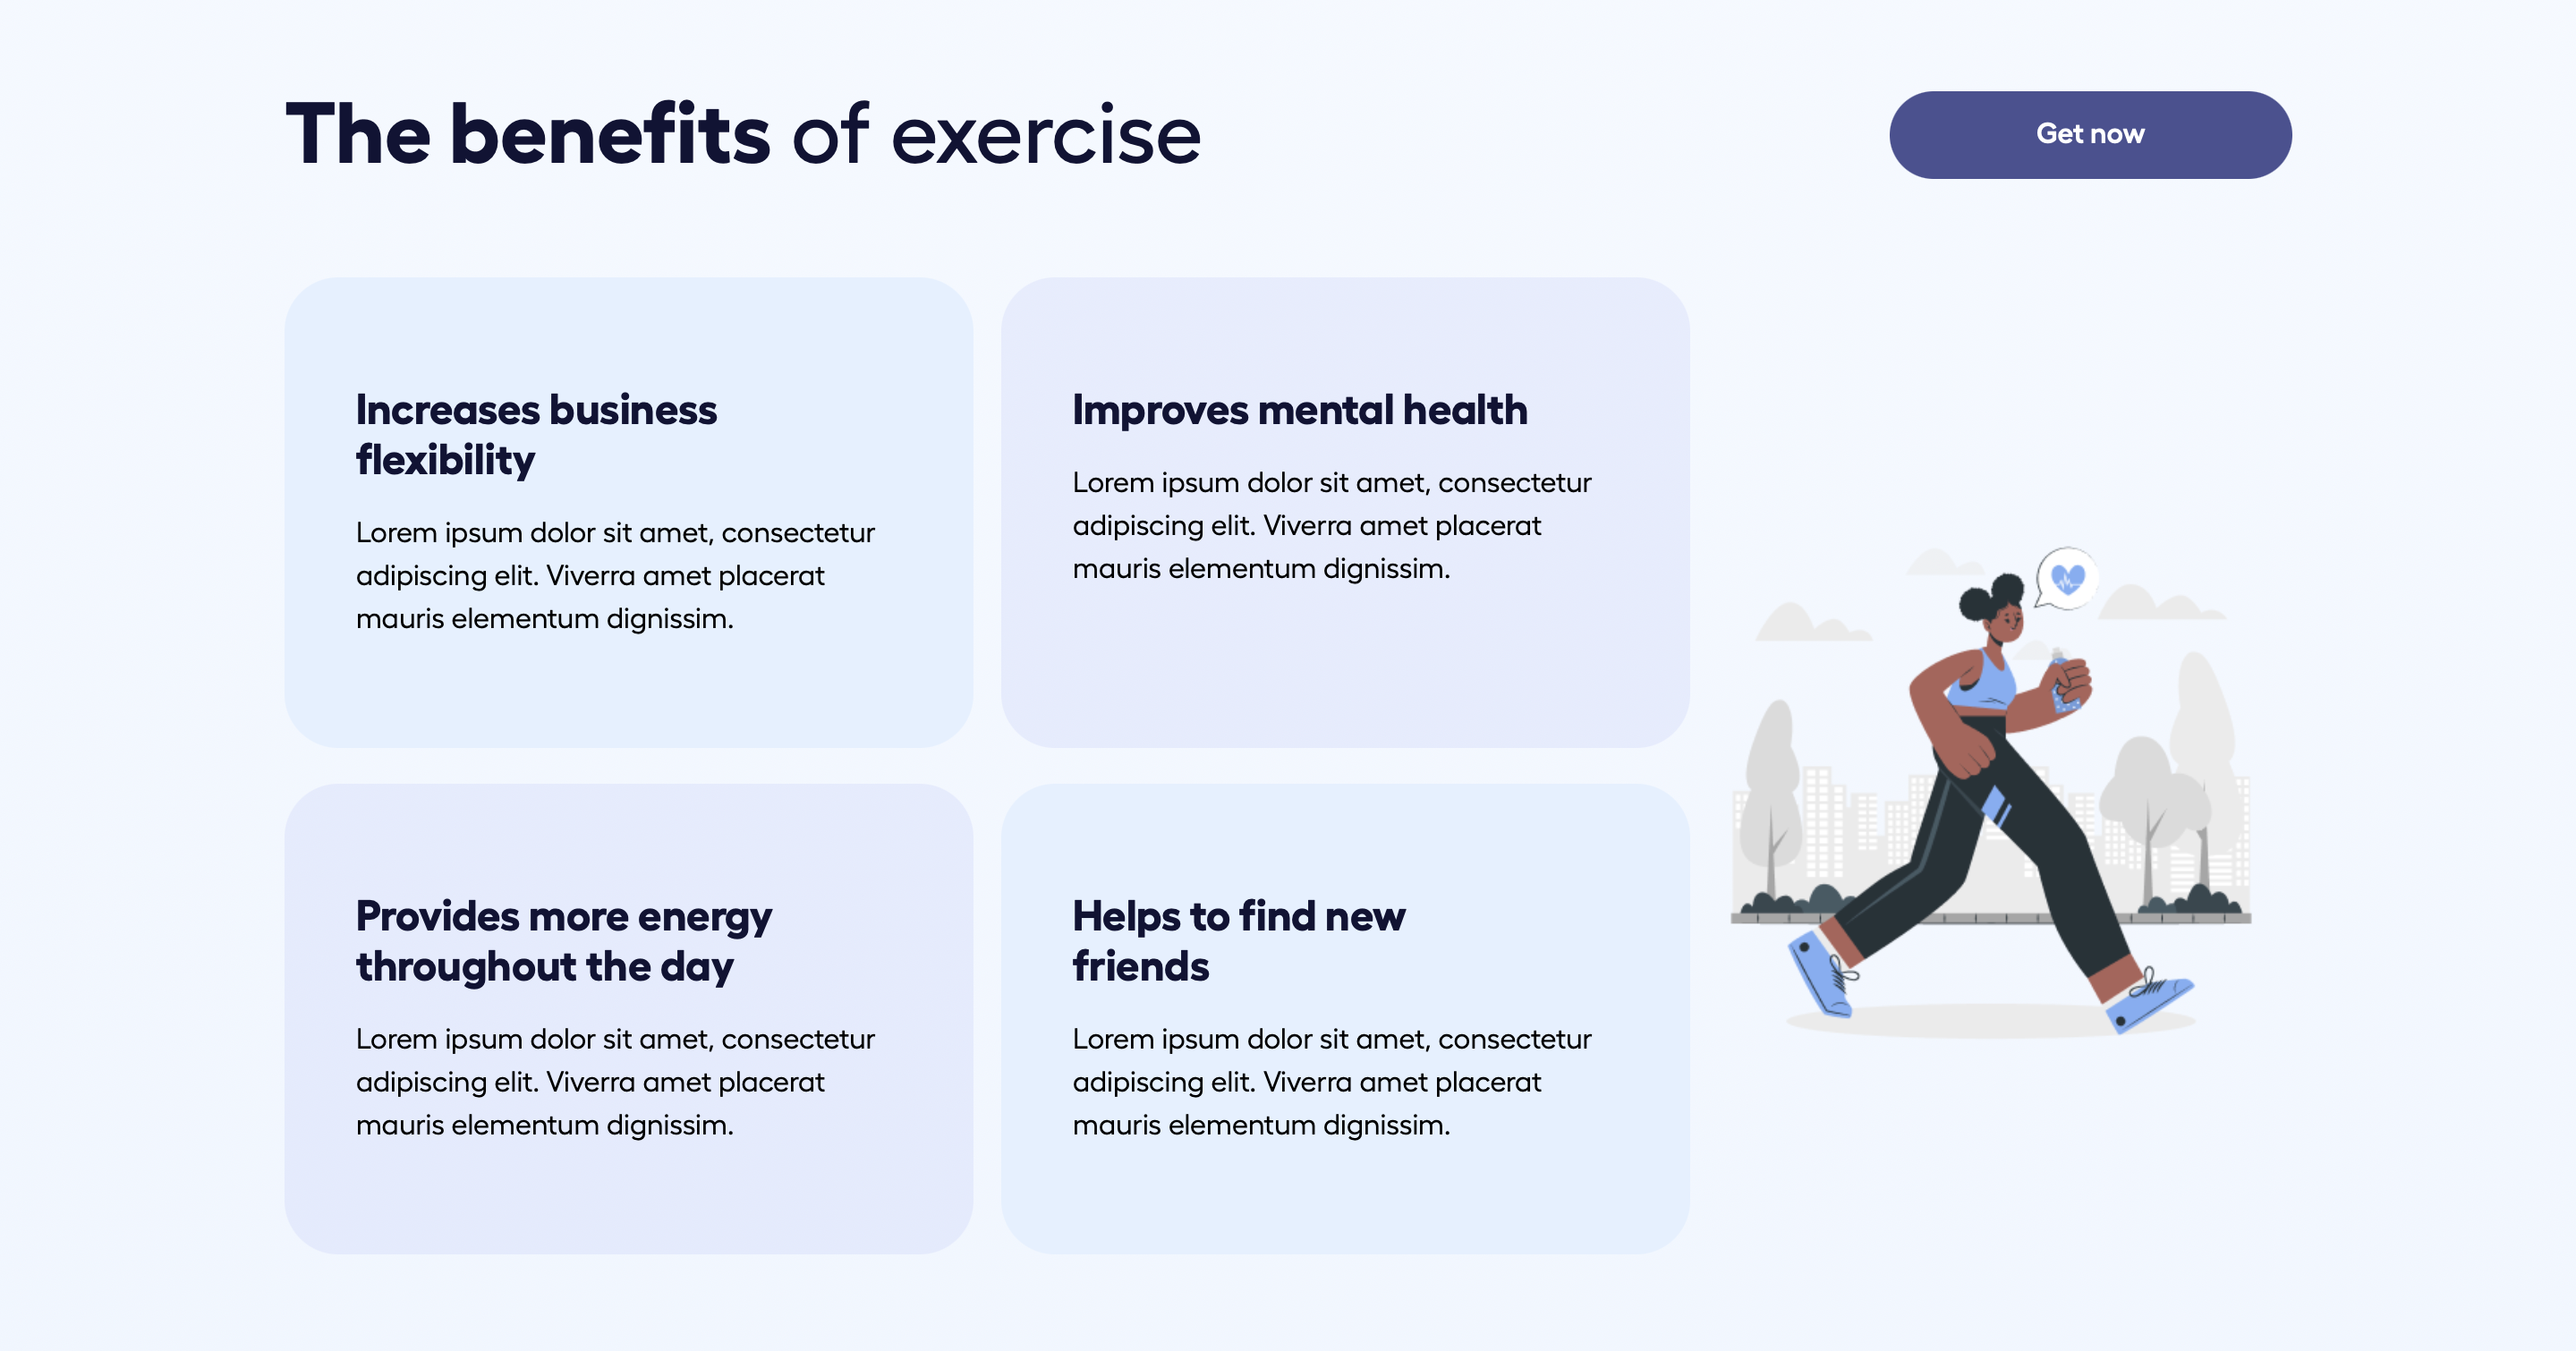 The benefits of exercise
Get now
Increases business
flexibility
Lorem ipsum dolor sit amet, consectetur
adipiscing elit. Viverra amet placerat
mauris elementum dignissim.
Improves mental health
Lorem ipsum dolor sit amet, consectetur
adipiscing elit. Viverra amet placerat
mauris elementum dignissim.
Provides more energy
throughout the day
Lorem ipsum dolor sit amet, consectetur
adipiscing elit. Viverra amet placerat
mauris elementum dignissim.
Helps to find new
friends
Lorem ipsum dolor sit amet, consectetur
adipiscing elit. Viverra amet placerat
mauris elementum dignissim.